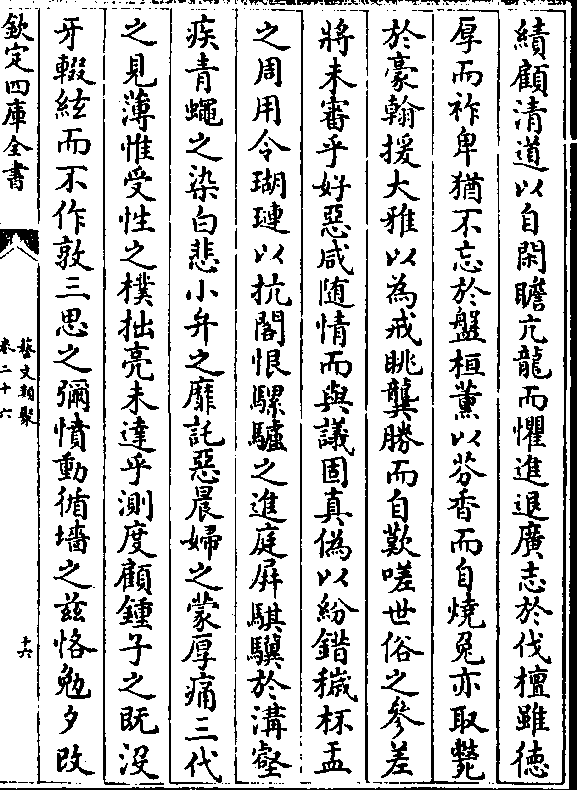 績顧清道以自閑瞻亢龍而懼進退廣志於伐檀雖德
厚而祚卑猶不忘於盤桓薰以芬香而自燒兔亦取斃
於豪翰援大雅以為戒眺龔勝而自歎嗟世俗之參差
將未審乎好惡咸随情而與議固真偽以紛錯穢杯盂
之周用令瑚璉以抗閣恨騾驢之進庭屛騏驥於溝壑
疾青蠅之染白悲小弁之靡託惡晨婦之蒙厚痛三代
之見薄惟受性之樸拙亮未達乎測度顧鍾子之既沒
牙輟絃而不作敦三思之彌憤動循墻之兹恪勉夕改
欽定四庫全書
藝文類聚
卷二十六
十六